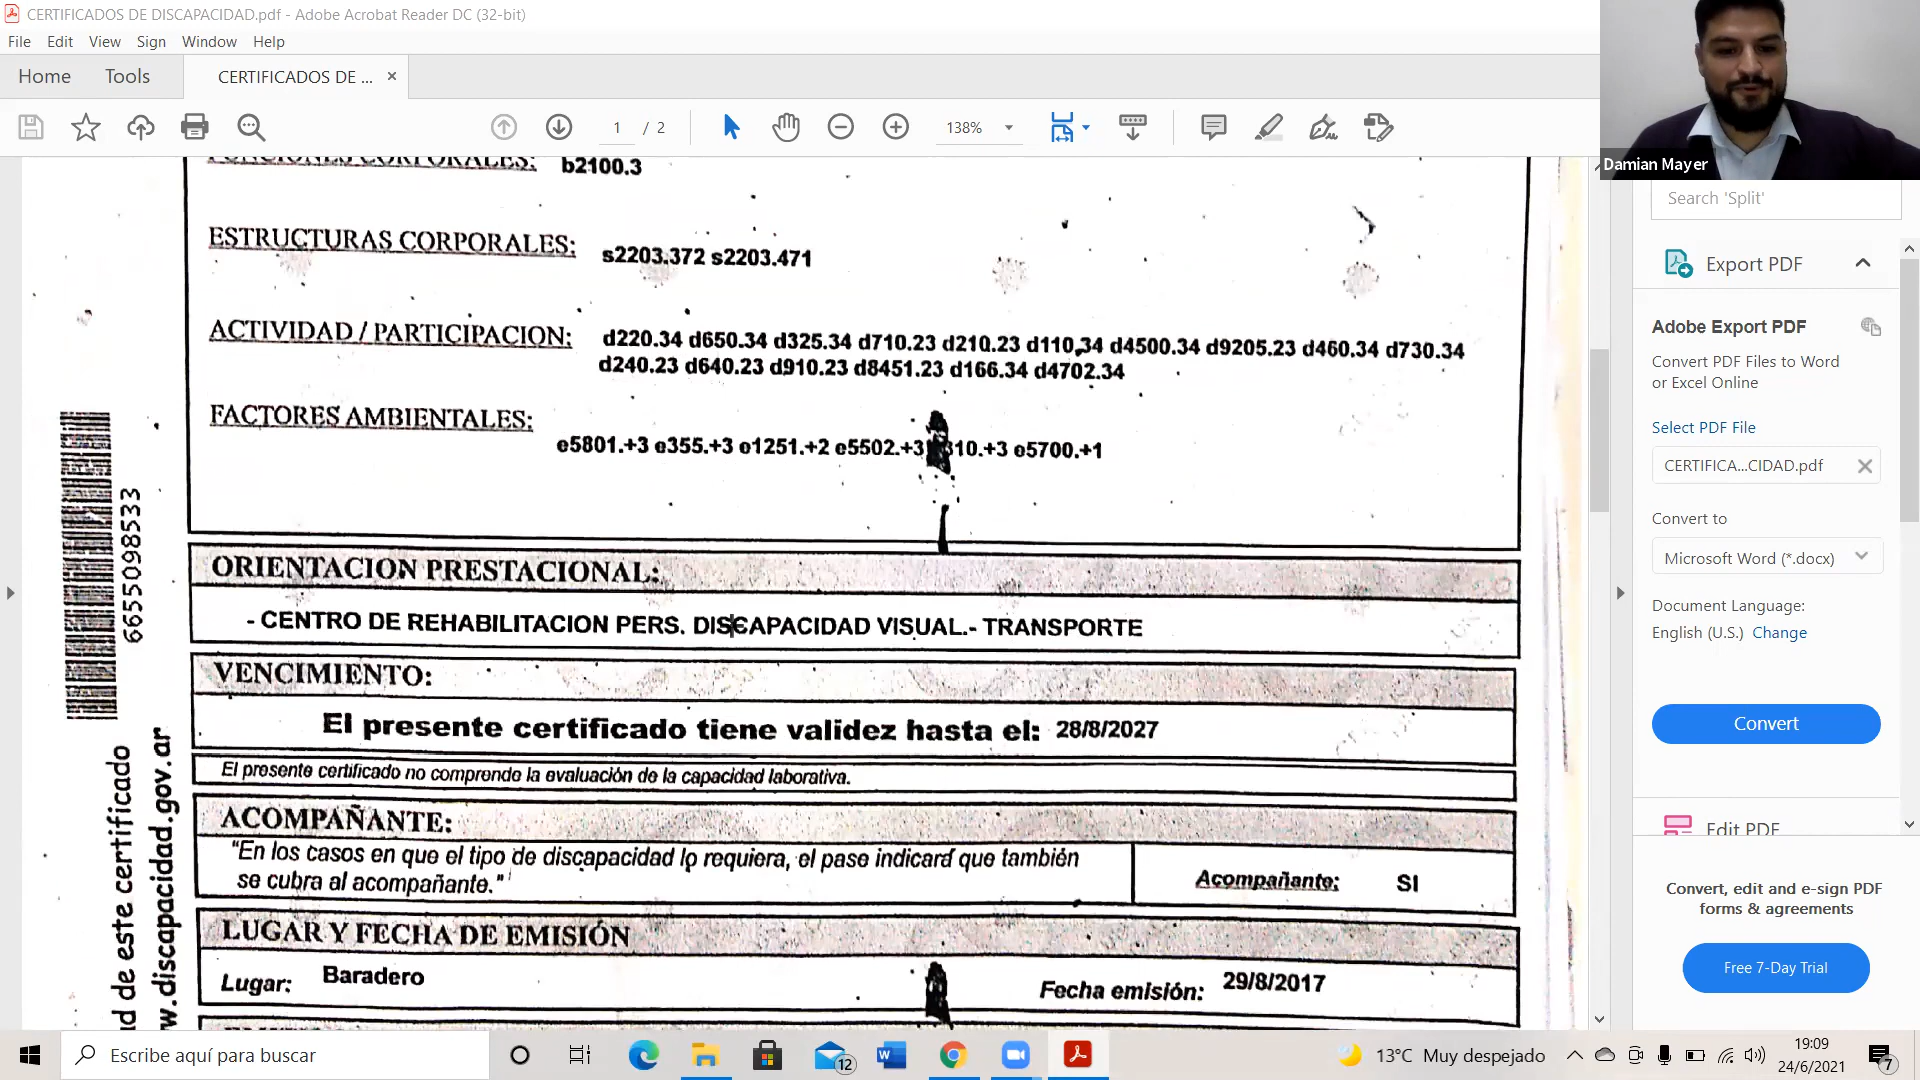 CERTIFICADOS DE DISCAPACIDAD.pdf - Adobe Acrobat Reader DC (32-bit)
File Edit View Sign Window Help
Home Tools CERTIFICADOS DE ... ×
1 / 2 138%
Damian Mayer
FUNCIONES CORPORALES: b2100.3
ESTRUCTURAS CORPORALES: s2203.372 s2203.471
ACTIVIDAD / PARTICIPACION: d220.34 d650.34 d325.34 d710.23 d210.23 d110.34 d4500.34 d9205.23 d460.34 d730.34
d240.23 d640.23 d910.23 d8451.23 d166.34 d4702.34
FACTORES AMBIENTALES:
e5801.+3 e355.+3 e1251.+2 e5502.+3 310.+3 e5700.+1
ORIENTACION PRESTACIONAL:
- CENTRO DE REHABILITACION PERS. DISCAPACIDAD VISUAL.- TRANSPORTE
VENCIMIENTO:
El presente certificado tiene validez hasta el: 28/8/2027
El presente certificado no comprende la evaluación de la capacidad laborativa.
ACOMPAÑANTE:
"En los casos en que el tipo de discapacidad lo requiera, el pase indicará que también
se cubra al acompañante."
Acompañante: SI
LUGAR Y FECHA DE EMISIÓN
Lugar: Baradero Fecha emisión: 29/8/2017
6655098533
ad de este certificado
w.discapacidad.gov.ar
Search 'Split'
Export PDF
Adobe Export PDF
Convert PDF Files to Word
or Excel Online
Select PDF File
CERTIFICA...CIDAD.pdf
Convert to
Microsoft Word (*.docx)
Document Language:
English (U.S.) Change
Convert
Edit PDF
Convert, edit and e-sign PDF
forms & agreements
Free 7-Day Trial
Escribe aquí para buscar
12
13°C Muy despejado
19:09
24/6/2021
7